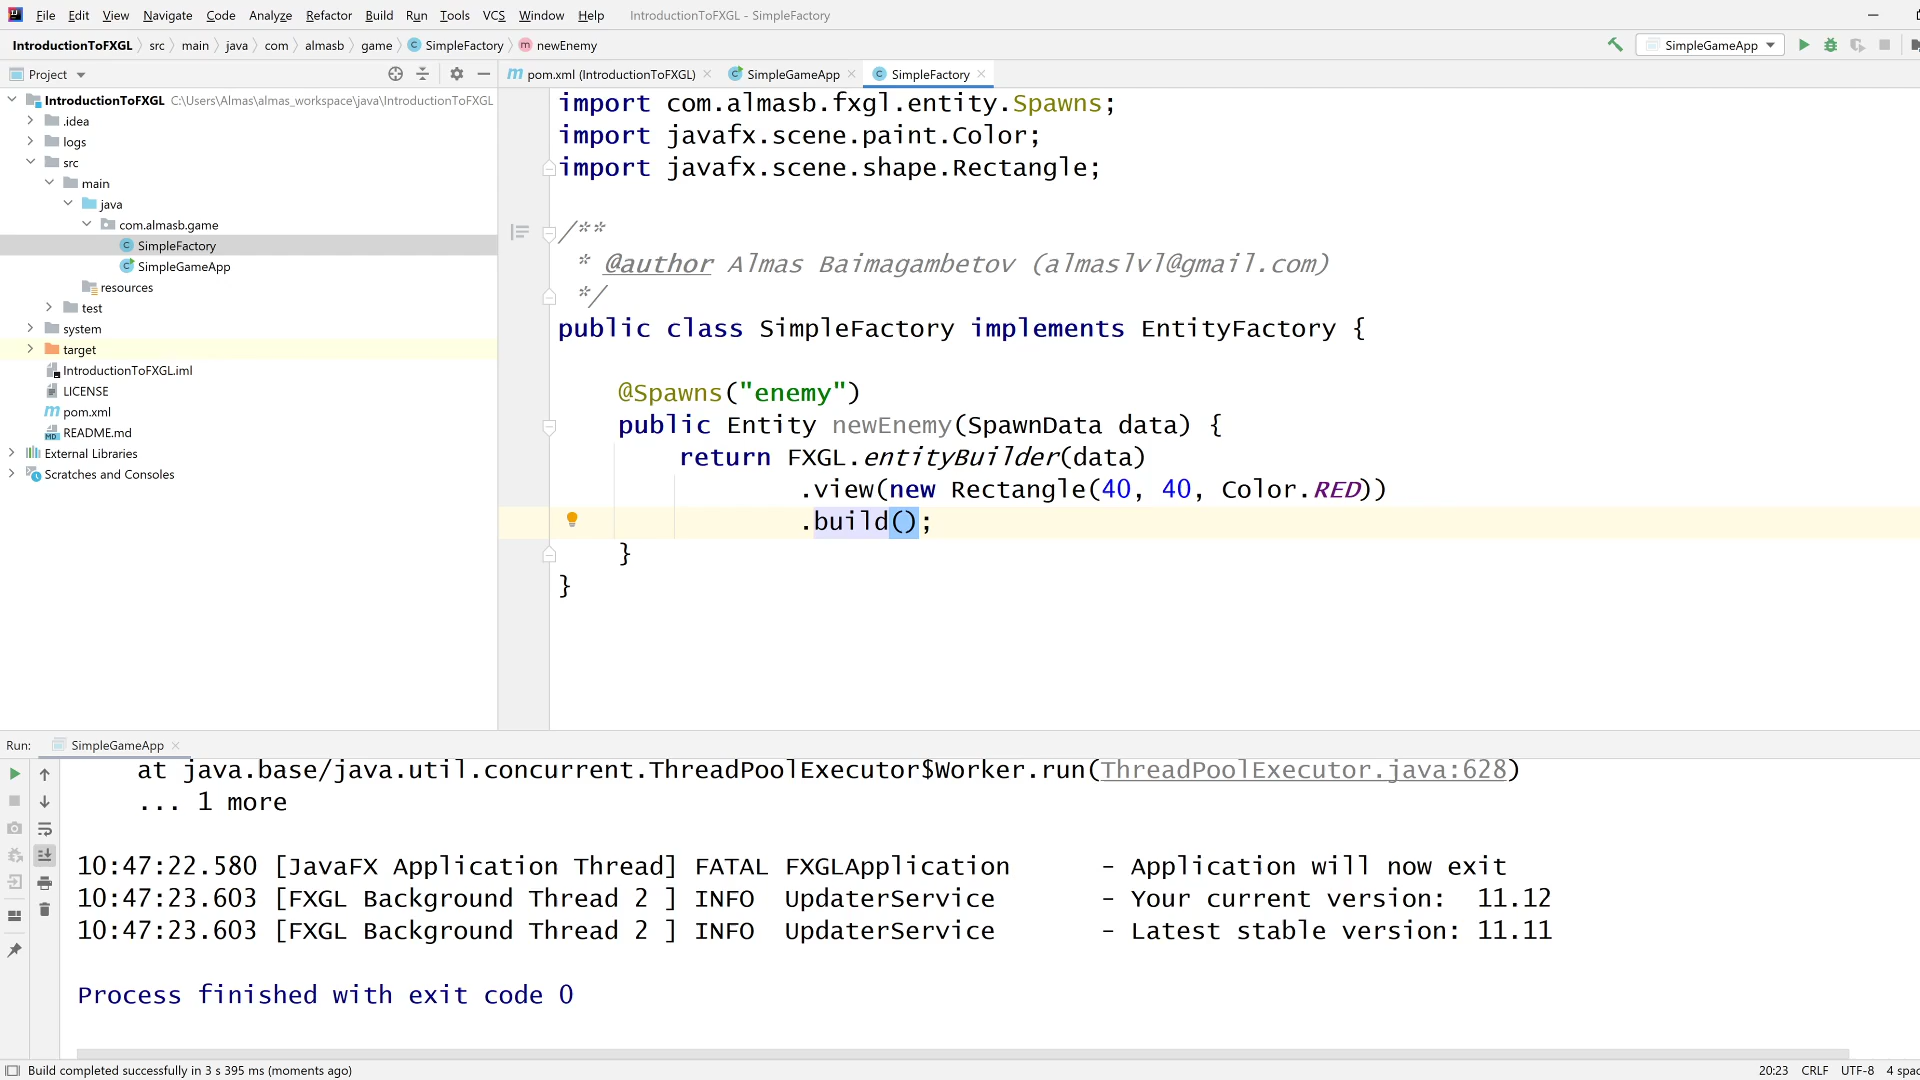 File Edit View Navigate Code Analyze Refactor Build Run Tools VCS Window Help IntroductionToFXGL - SimpleFactory
IntroductionToFXGL src main java com almasb game SimpleFactory newEnemy
SimpleGameApp
Project
pom.xml (IntroductionToFXGL) SimpleGameApp SimpleFactory
IntroductionToFXGL C:\Users\Almas\almas_workspace\java\IntroductionToFXGL
.idea
logs
src
main
java
com.almasb.game
SimpleFactory
SimpleGameApp
resources
test
system
target
IntroductionToFXGL.iml
LICENSE
pom.xml
README.md
External Libraries
Scratches and Consoles
import com.almasb.fxgl.entity.Spawns;
import javafx.scene.paint.Color;
import javafx.scene.shape.Rectangle;
/**
* @author Almas Baimagambetov (almaslvl@gmail.com)
*/
public class SimpleFactory implements EntityFactory {
@Spawns("enemy")
public Entity newEnemy(SpawnData data) {
return FXGL.entityBuilder(data)
.view(new Rectangle(40, 40, Color.RED))
.build();
}
}
Run: SimpleGameApp
at java.base/java.util.concurrent.ThreadPoolExecutor$Worker.run(ThreadPoolExecutor.java:628)
... 1 more
10:47:22.580 [JavaFX Application Thread] FATAL FXGLApplication - Application will now exit
10:47:23.603 [FXGL Background Thread 2 ] INFO UpdaterService - Your current version: 11.12
10:47:23.603 [FXGL Background Thread 2 ] INFO UpdaterService - Latest stable version: 11.11
Process finished with exit code 0
Build completed successfully in 3 s 395 ms (moments ago)
20:23 CRLF UTF-8 4 spac